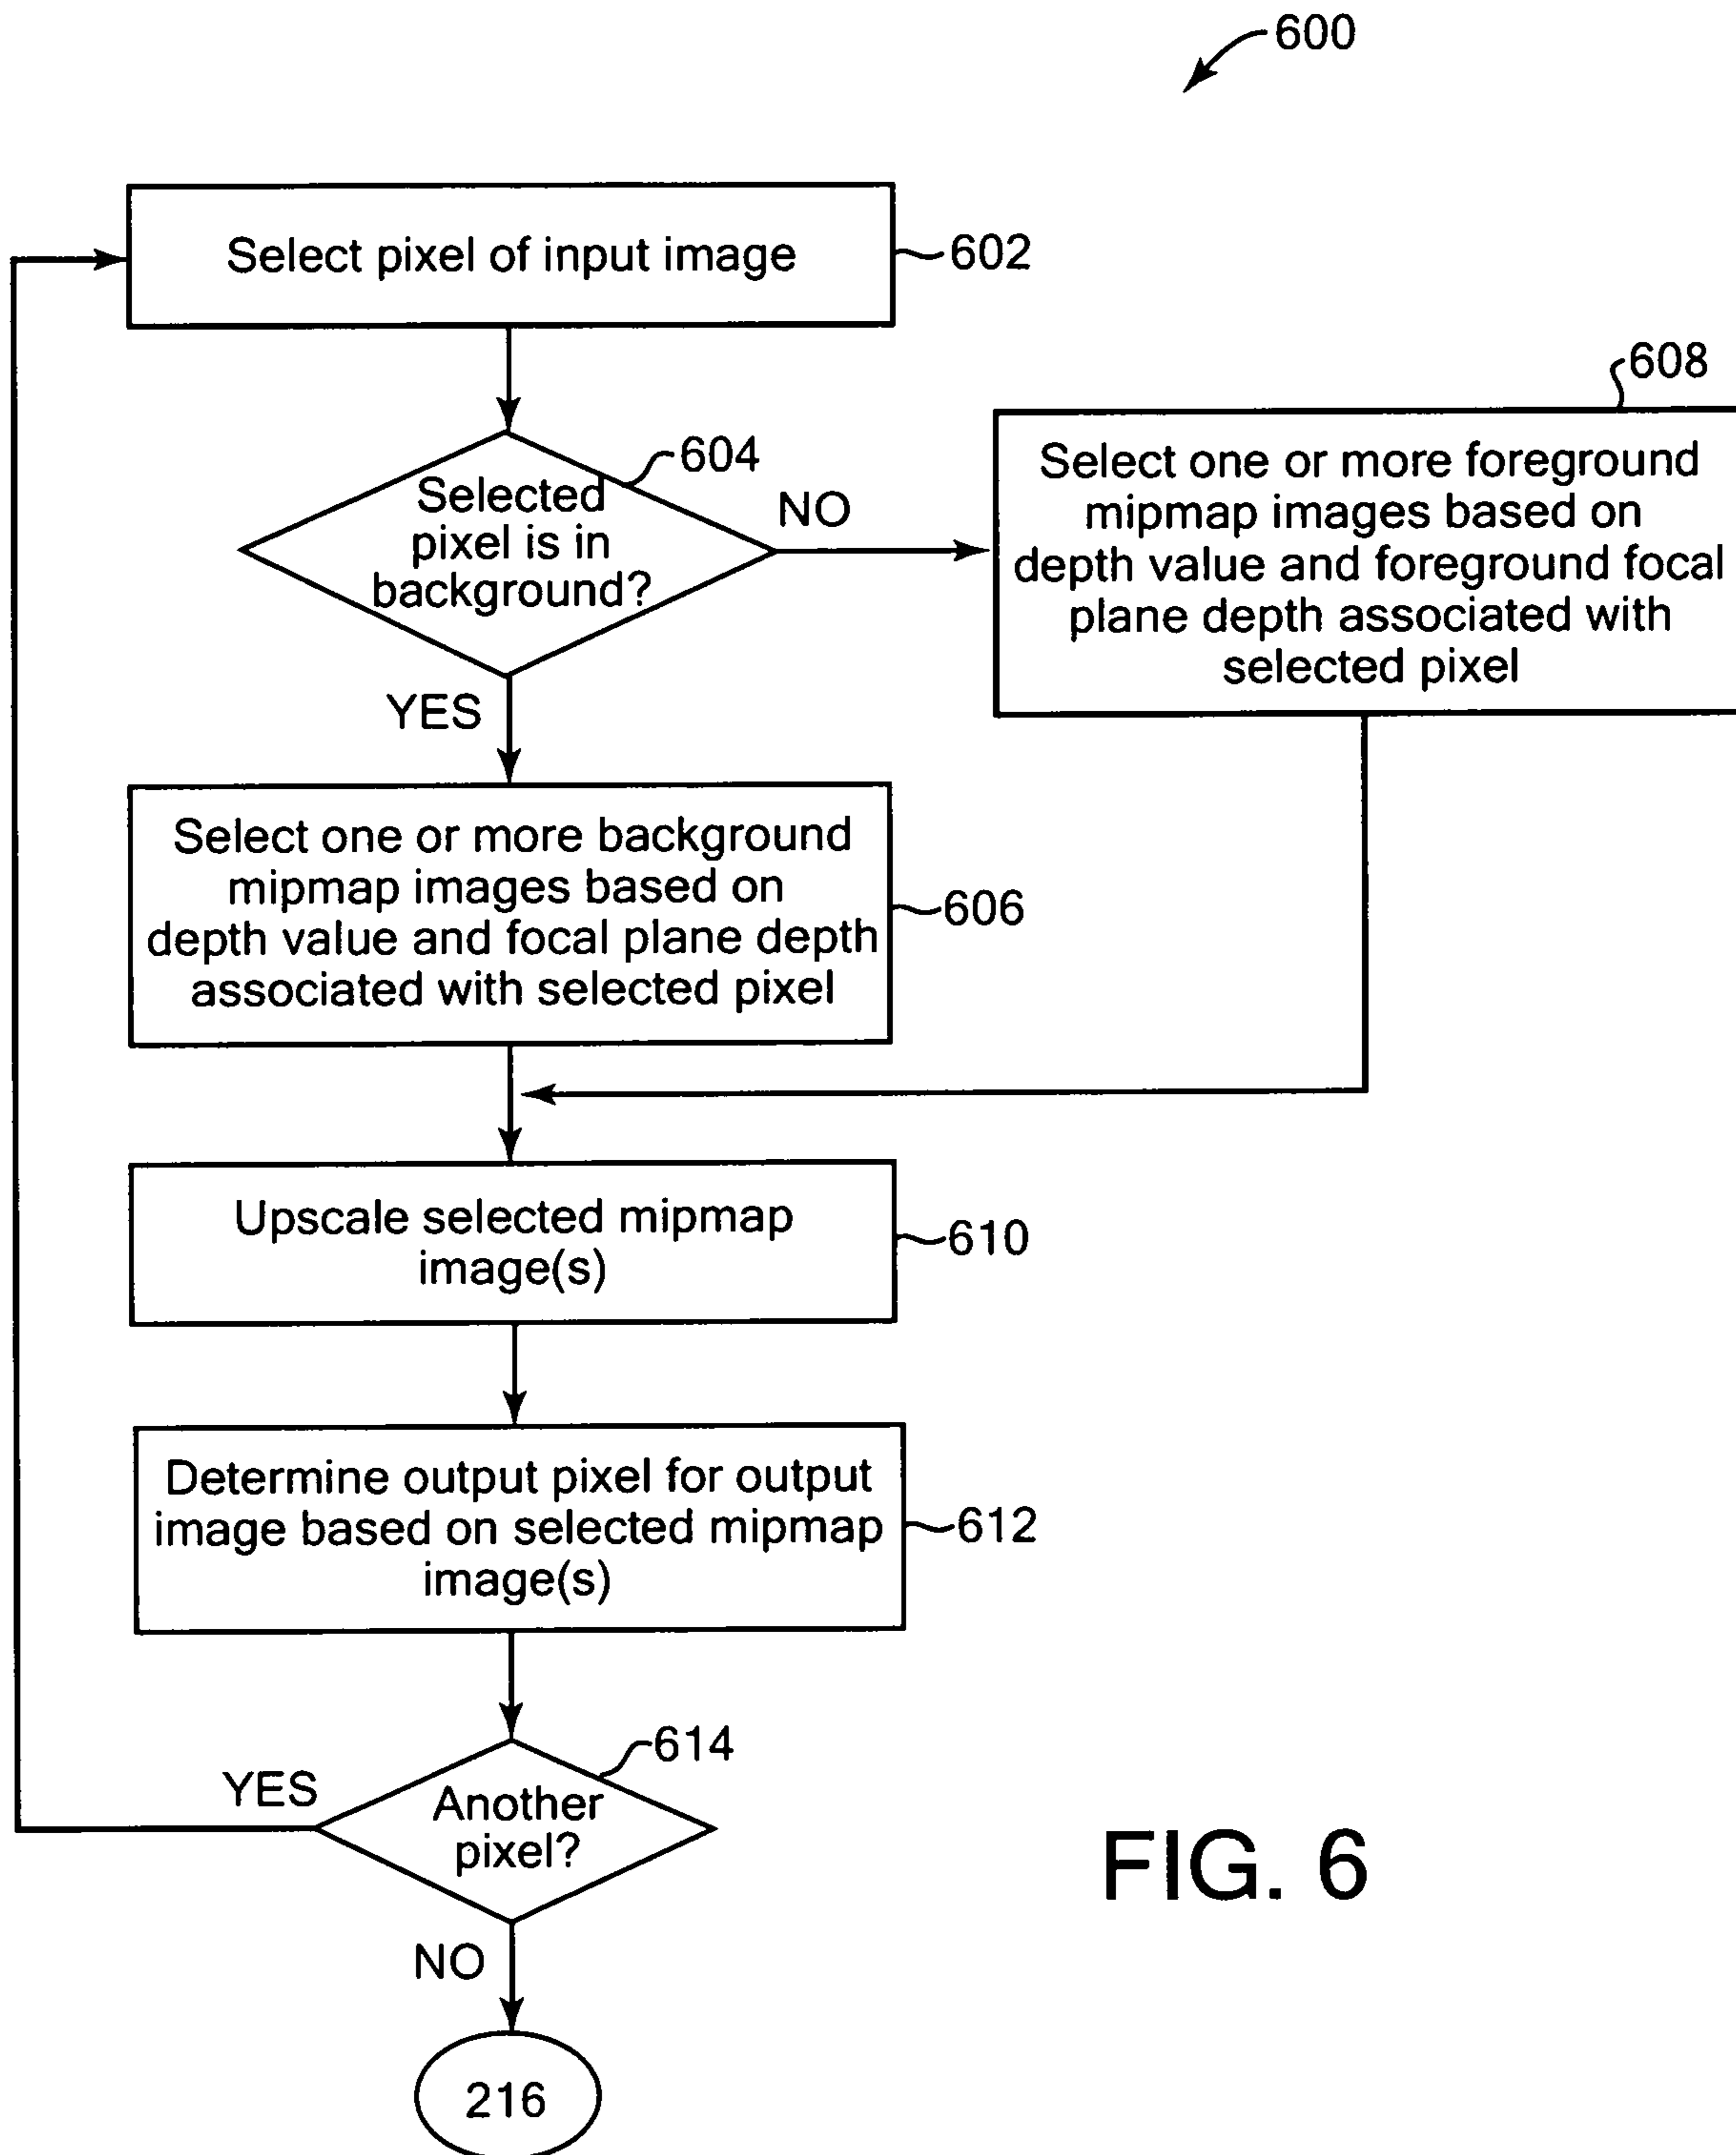 600
Select pixel of input image
602
604
Selected
pixel is in
background?
NO
YES
608
Select one or more foreground
mipmap images based on
depth value and foreground focal
plane depth associated with
selected pixel
Select one or more background
mipmap images based on
depth value and focal plane depth
associated with selected pixel
606
Upscale selected mipmap
image(s)
610
Determine output pixel for output
image based on selected mipmap
image(s)
612
614
Another
pixel?
YES
NO
216
FIG. 6